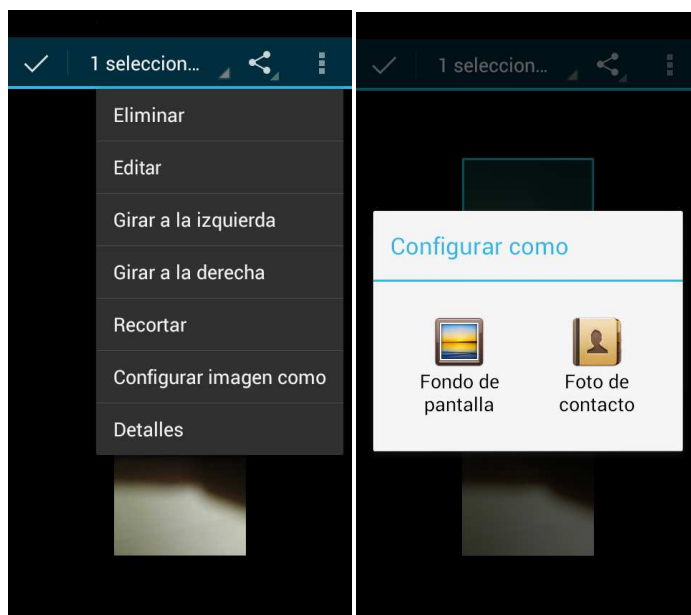 1 seleccion...
Eliminar
Editar
Girar a la izquierda
Girar a la derecha
Recortar
Configurar imagen como
Detalles
1 seleccion...
Configurar como
Fondo de
pantalla
Foto de
contacto